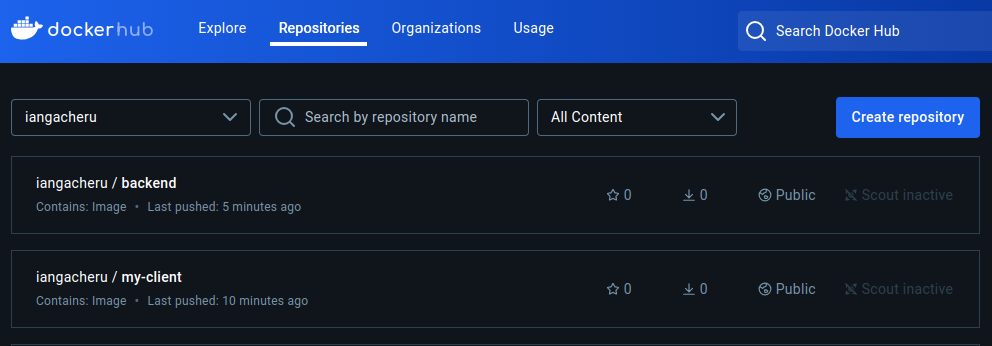 dockerhub Explore Repositories Organizations Usage Search Docker Hub
iangacheru Search by repository name All Content Create repository
iangacheru / backend 0 0 Public Scout inactive
Contains: Image • Last pushed: 5 minutes ago
iangacheru / my-client 0 0 Public Scout inactive
Contains: Image • Last pushed: 10 minutes ago